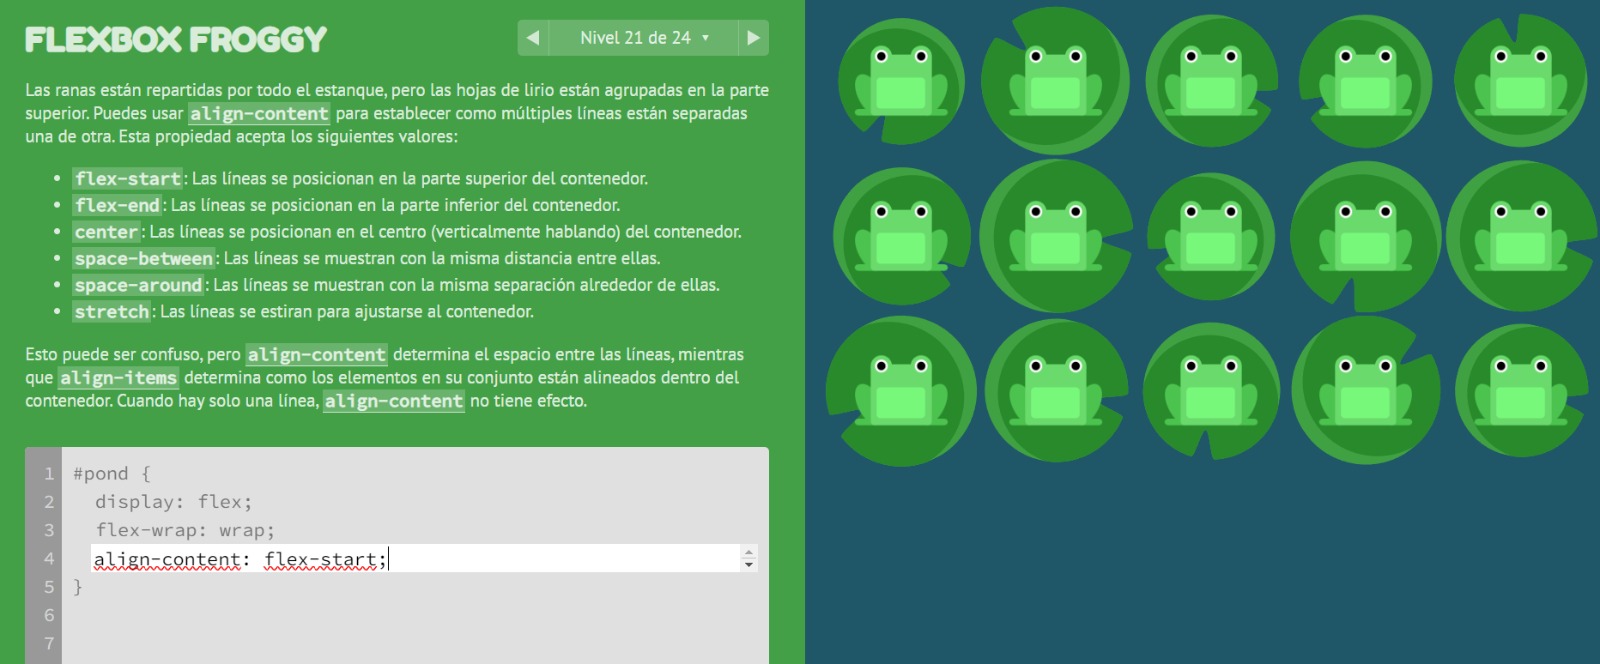 FLEXBOX FROGGY
Nivel 21 de 24
Las ranas están repartidas por todo el estanque, pero las hojas de lirio están agrupadas en la parte
superior. Puedes usar align-content para establecer como múltiples líneas están separadas
una de otra. Esta propiedad acepta los siguientes valores:
flex-start: Las líneas se posicionan en la parte superior del contenedor.
flex-end: Las líneas se posicionan en la parte inferior del contenedor.
center: Las líneas se posicionan en el centro (verticalmente hablando) del contenedor.
space-between: Las líneas se muestran con la misma distancia entre ellas.
space-around: Las líneas se muestran con la misma separación alrededor de ellas.
stretch: Las líneas se estiran para ajustarse al contenedor.
Esto puede ser confuso, pero align-content determina el espacio entre las líneas, mientras
que align-items determina como los elementos en su conjunto están alineados dentro del
contenedor. Cuando hay solo una línea, align-content no tiene efecto.
1 #pond {
2 display: flex;
3 flex-wrap: wrap;
4 align-content: flex-start;
5 }
6
7